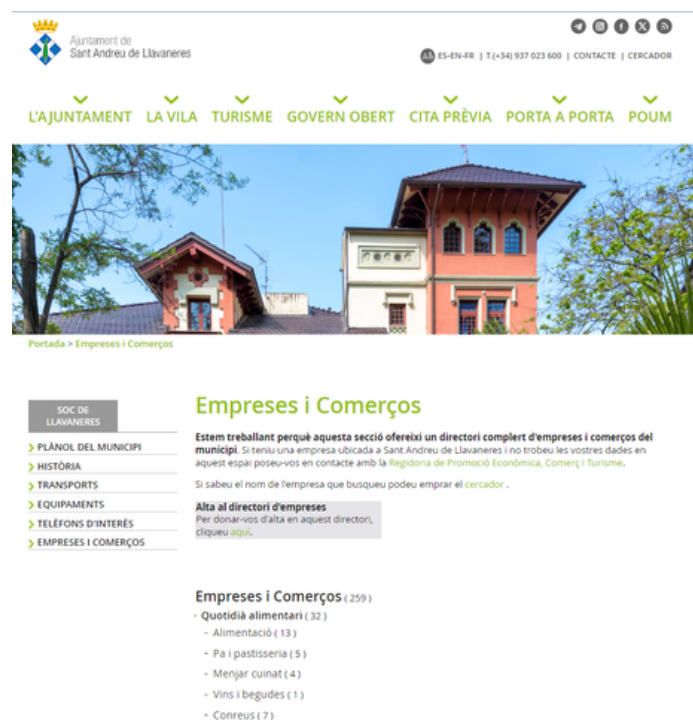 Ajuntament de
Sant Andreu de Llavaneres
ES-EN-FR | T.(+34) 937 023 600 | CONTACTE | CERCADOR
L'AJUNTAMENT LA VILA TURISME GOVERN OBERT CITA PRÈVIA PORTA A PORTA POUM
Portada > Empreses i Comerços
SOC DE
LLAVANERES
PLÀNOL DEL MUNICIPI
HISTÒRIA
TRANSPORTS
EQUIPAMENTS
TELÈFONS D'INTERÈS
EMPRESES I COMERÇOS
Empreses i Comerços
Estem treballant perquè aquesta secció ofereixi un directori complert d'empreses i comerços del
municipi. Si teniu una empresa ubicada a Sant Andreu de Llavaneres i no trobeu les vostres dades en
aquest espai poseu-vos en contacte amb la Regidoria de Promoció Econòmica, Comerç i Turisme.
Si sabeu el nom de l'empresa que busqueu podeu emprar el cercador .
Alta al directori d'empreses
Per donar-vos d'alta en aquest directori,
cliqueu aquí.
Empreses i Comerços ( 259 )
- Quotidià alimentari ( 32 )
- Alimentació ( 13 )
- Pa i pastisseria ( 5 )
- Menjar cuinat ( 4 )
- Vins i begudes ( 1 )
- Conreus ( 7 )